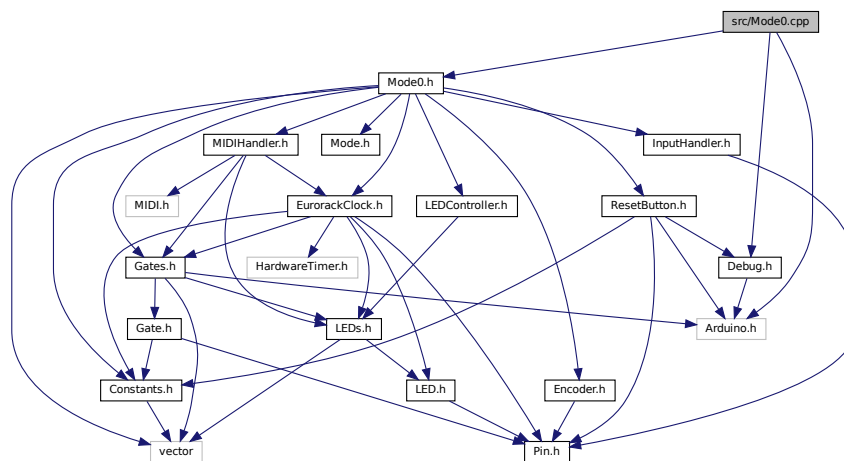 src/Mode0.cpp
Mode0.h
MIDIHandler.h
Mode.h
InputHandler.h
MIDI.h
EurorackClock.h
LEDController.h
ResetButton.h
Gates.h
HardwareTimer.h
Debug.h
Gate.h
LEDs.h
Arduino.h
Constants.h
LED.h
Encoder.h
vector
Pin.h